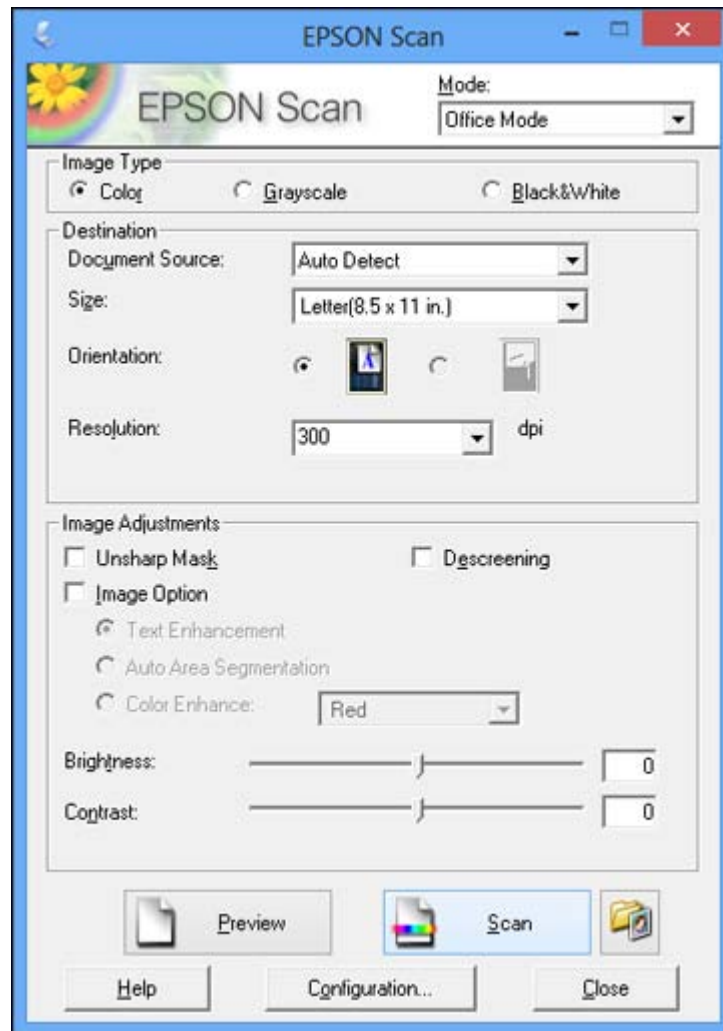 EPSON Scan
EPSON Scan
Mode:
Office Mode
Image Type
Color Grayscale Black&White
Destination
Document Source: Auto Detect
Size: Letter(8.5 x 11 in.)
Orientation: A
Resolution: 300 dpi
Image Adjustments
Unsharp Mask Descreening
Image Option
Text Enhancement
Auto Area Segmentation
Color Enhance: Red
Brightness: 0
Contrast: 0
Preview Scan
Help Configuration... Close